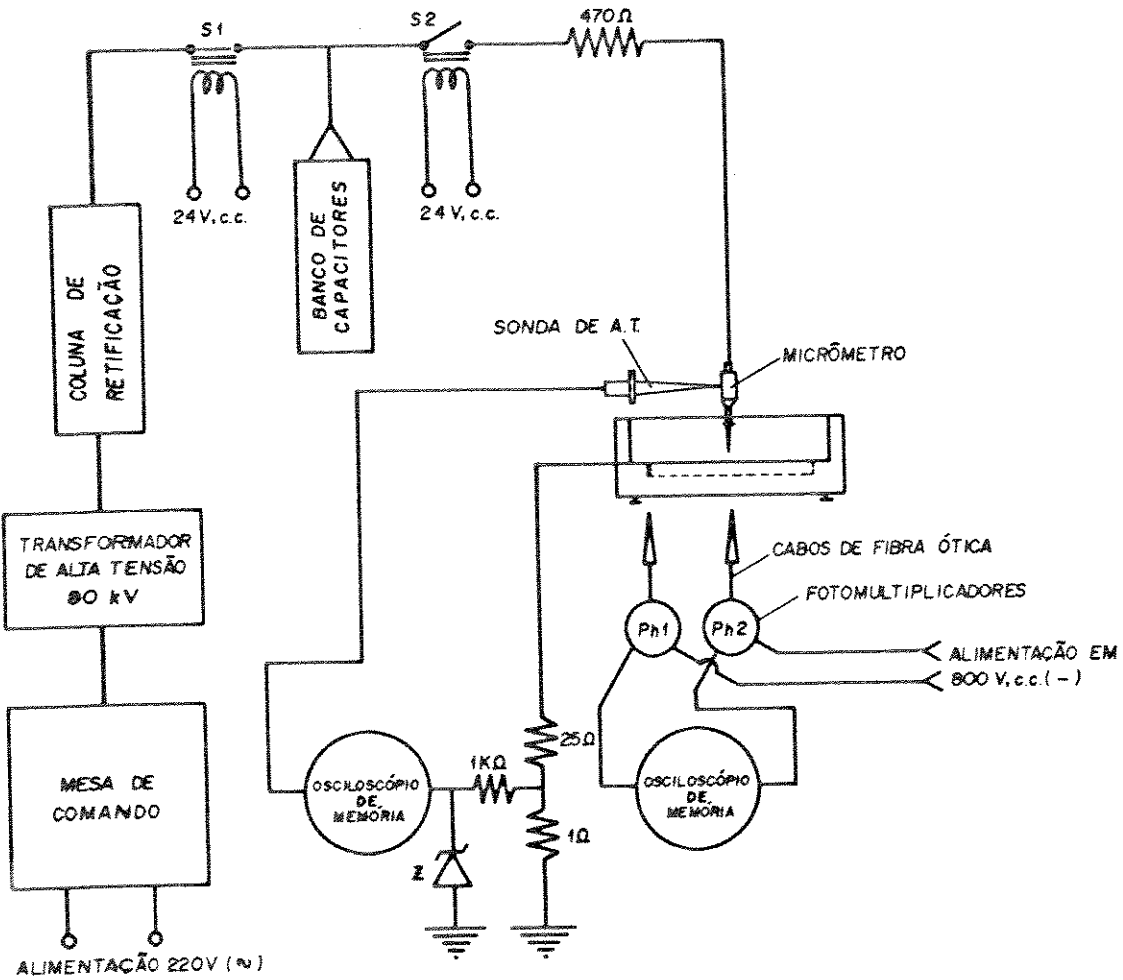 S1
S2
470Ω
24V,c.c.
24V,c.c.
BANCO DE
CAPACITORES
COLUNA DE
RETIFICAÇÃO
SONDA DE A.T.
MICRÔMETRO
TRANSFORMADOR
DE ALTA TENSÃO
80 kV
CABOS DE FIBRA ÓTICA
FOTOMULTIPLICADORES
Ph1
Ph2
ALIMENTAÇÃO EM
800 V, c.c. (-)
MESA DE
COMANDO
OSCILOSCÓPIO
DE
MEMÓRIA
1KΩ
25Ω
OSCILOSCÓPIO
DE
MEMÓRIA
1Ω
Z
ALIMENTAÇÃO 220V (~)